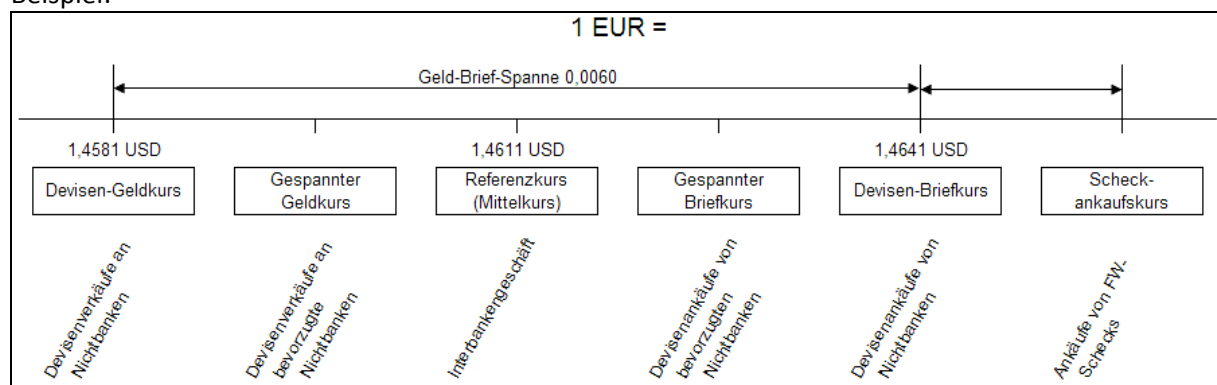 Beispiel:
1 EUR =
Geld-Brief-Spanne 0,0060
1,4581 USD
1,4611 USD
1,4641 USD
Devisen-Geldkurs
Gespannter
Geldkurs
Referenzkurs
(Mittelkurs)
Gespannter
Briefkurs
Devisen-Briefkurs
Scheck-
ankaufskurs
Devisenverkäufe an
Nichtbanken
Devisenverkäufe an
bevorzugte
Nichtbanken
Interbankengeschäft
Devisenankäufe von
bevorzugten
Nichtbanken
Devisenankäufe von
Nichtbanken
Ankäufe von FW-
Schecks